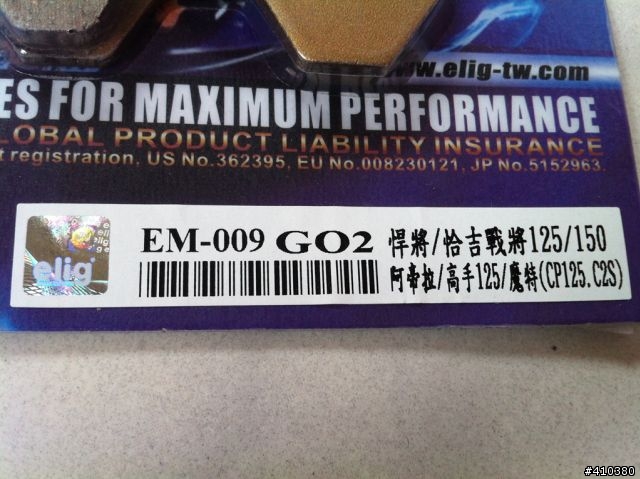 www.elig-tw.com
ES FOR MAXIMUM PERFORMANCE
GLOBAL PRODUCT LIABILITY INSURANCE
t registration, US No.362395, EU No.008230121, JP No.5152963.
elig
EM-009 GO2
悍將/恰吉戰將125/150
阿帝拉/高手125/魔特(CP125.C2S)
#410380